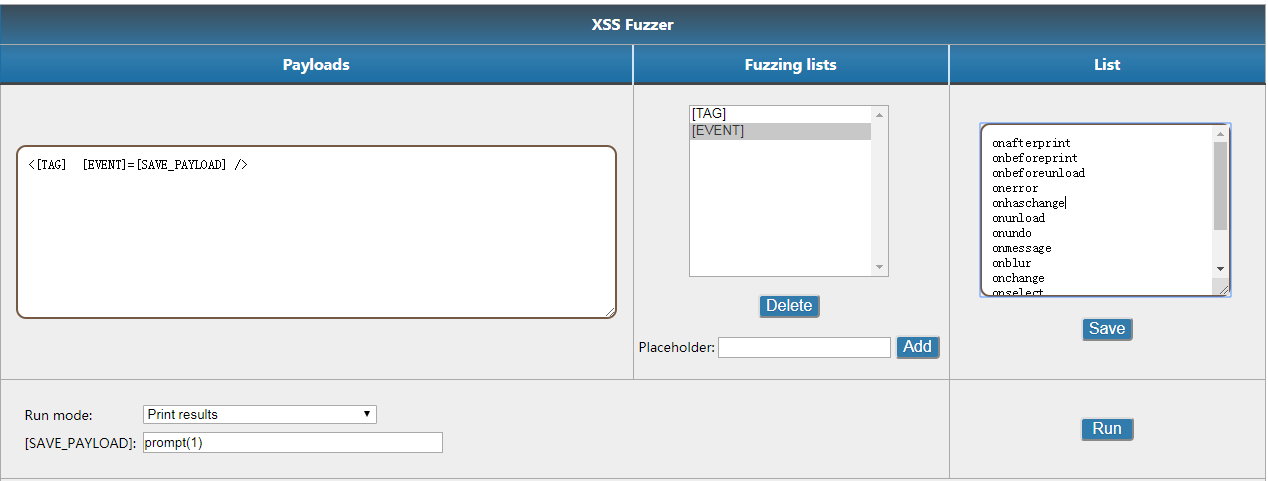 XSS Fuzzer
Payloads
Fuzzing lists
List
<[TAG]  [EVENT]=[SAVE_PAYLOAD] />
[TAG]
[EVENT]
Delete
Placeholder:
Add
onafterprint
onbeforeprint
onbeforeunload
onerror
onhaschange
onunload
onundo
onmessage
onblur
onchange
onselect
Save
Run mode:
Print results
[SAVE_PAYLOAD]:
prompt(1)
Run